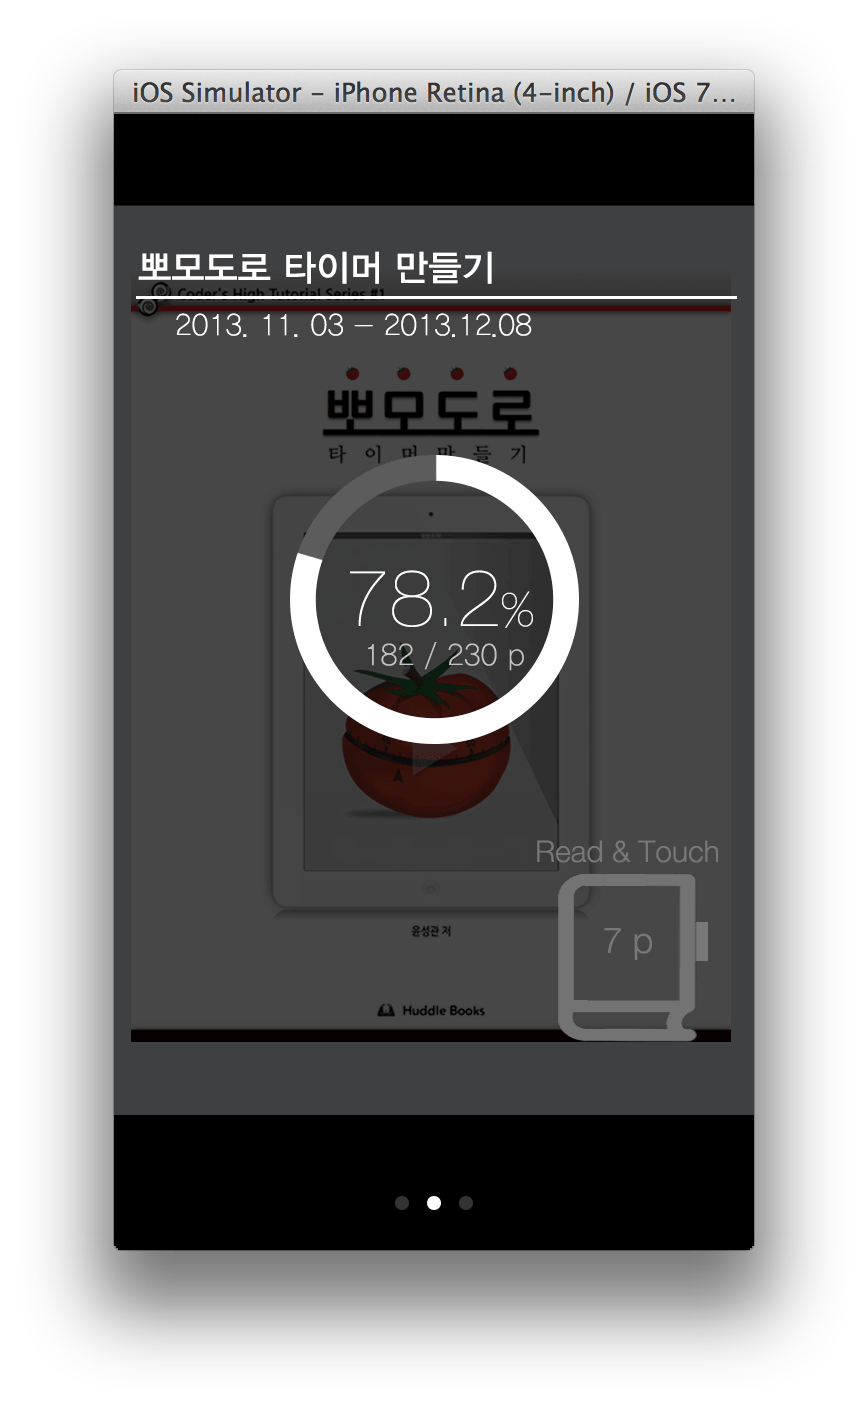 iOS Simulator – iPhone Retina (4-inch) / iOS 7...
뽀모도로 타이머 만들기
Coder's High Tutorial Series #1
2013. 11. 03 – 2013.12.08
뽀모도로
타이머만들기
78.2%
182 / 230 p
Read & Touch
7 p
윤성관 저
Huddle Books